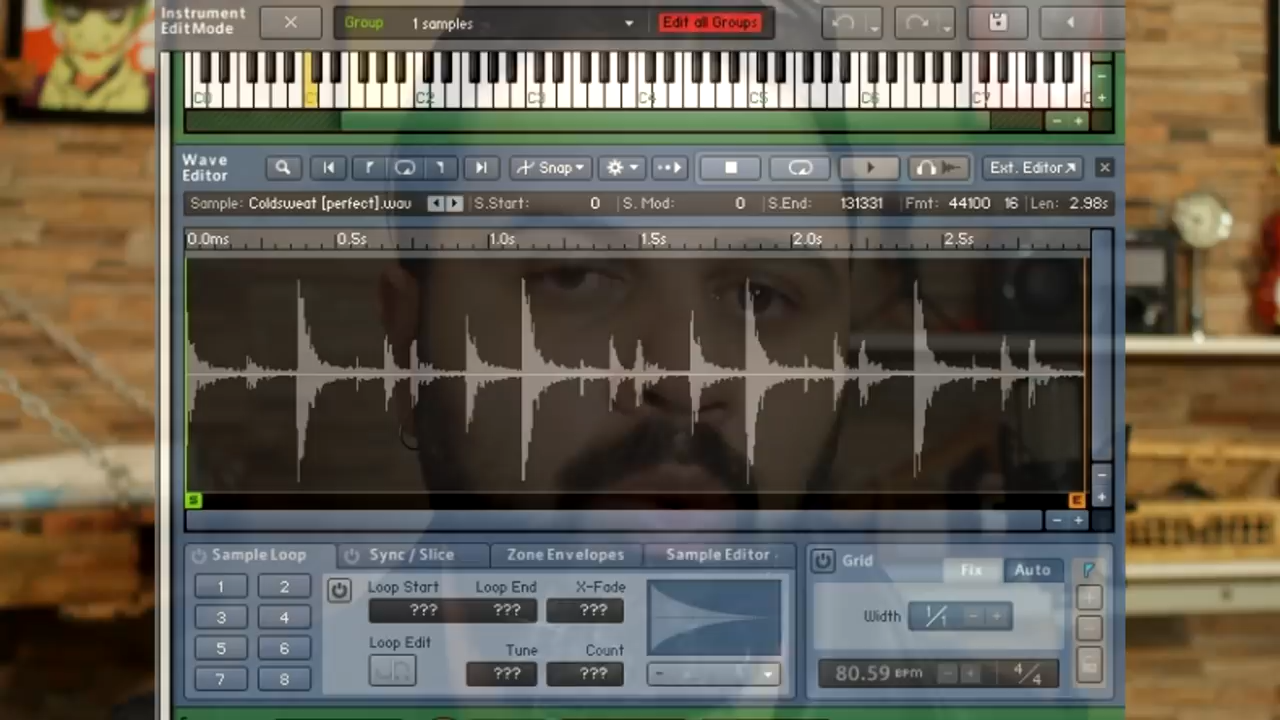 Instrument
Edit Mode
Group 1 samples Edit all Groups
C0 C2 C3 C4 C5 C6 C7
Wave
Editor
Snap Ext. Editor
Sample: Coldsweat [perfect].wav S.Start: 0 S. Mod: 0 S.End: 131331 Fmt: 44100 16 Len: 2.98s
0.0ms 0.5s 1.0s 1.5s 2.0s 2.5s
S E
Sample Loop Sync / Slice Zone Envelopes Sample Editor
Grid
Fix Auto
1 2
3 4
5 6
7 8
Loop Start Loop End X-Fade
??? ??? ???
Loop Edit Tune Count
??? ???
Width 1/1
80.59 BPM 4/4